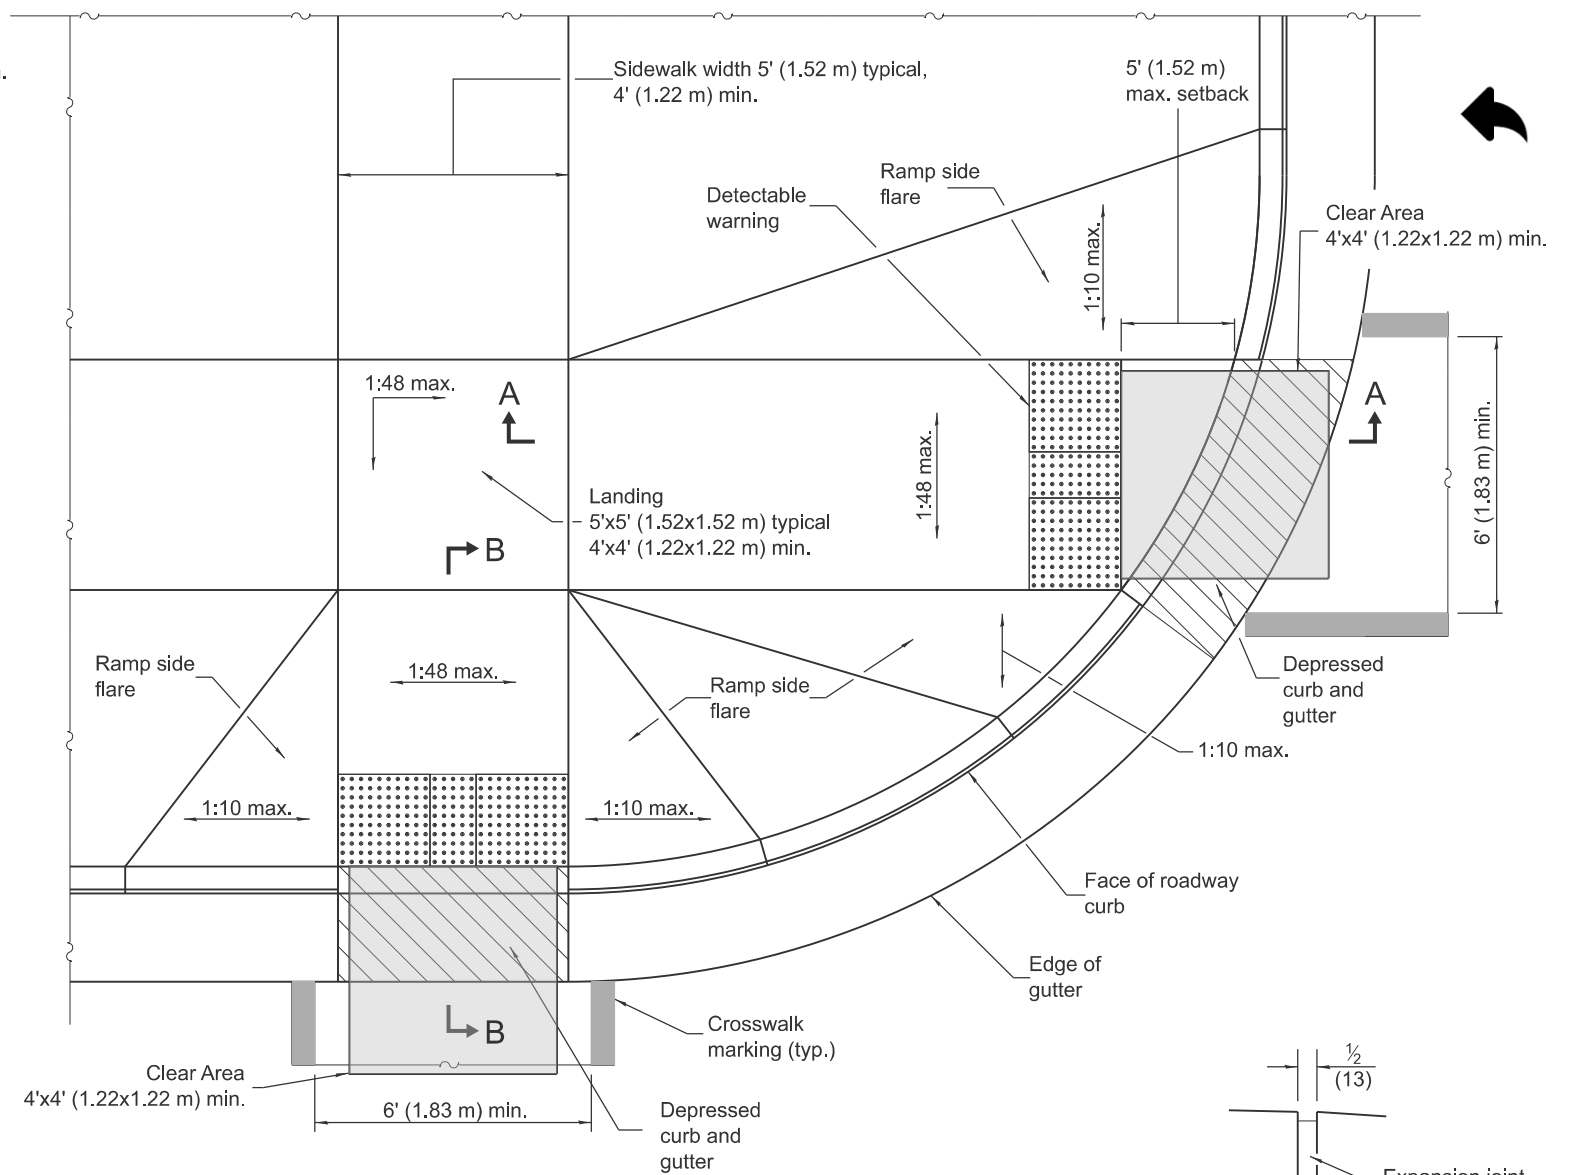 Sidewalk width 5' (1.52 m) typical,
4' (1.22 m) min.
5' (1.52 m)
max. setback
Ramp side
flare
Detectable
warning
1:10 max.
Clear Area
4'x4' (1.22x1.22 m) min.
1:48 max.
A
A
1:48 max.
6' (1.83 m) min.
Landing
5'x5' (1.52x1.52 m) typical
4'x4' (1.22x1.22 m) min.
B
Ramp side
flare
1:48 max.
Ramp side
flare
Depressed
curb and
gutter
1:10 max.
1:10 max.
1:10 max.
Face of roadway
curb
Edge of
gutter
B
Crosswalk
marking (typ.)
Clear Area
4'x4' (1.22x1.22 m) min.
6' (1.83 m) min.
Depressed
curb and
gutter
½
(13)
Expansion joint